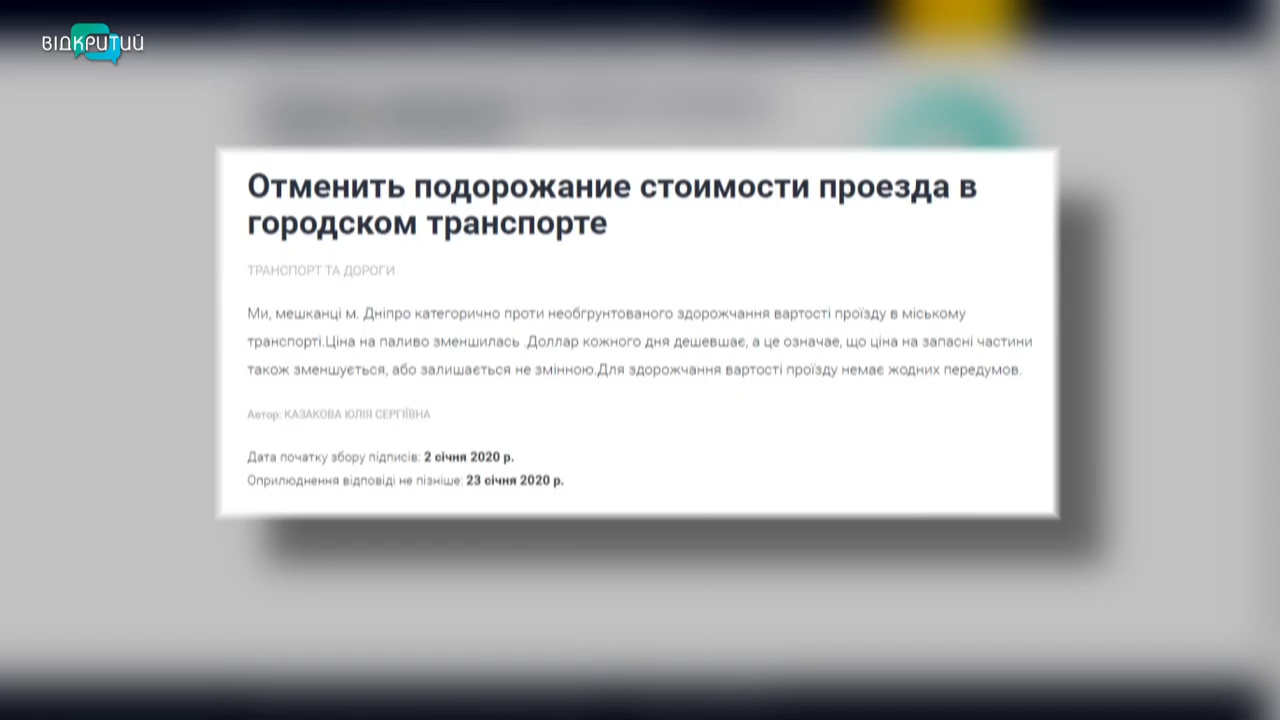 ВІДКРИТИЙ
Отменить подорожание стоимости проезда в
городском транспорте
ТРАНСПОРТ ТА ДОРОГИ
Ми, мешканці м. Дніпро категорично проти необгрунтованого здорожчання вартості проїзду в міському
транспорті.Ціна на паливо зменшилась .Доллар кожного дня дешевшає, а це означає, що ціна на запасні частини
також зменшується, або залишається не змінною.Для здорожчання вартості проїзду немає жодних передумов.
Автор: КАЗАКОВА ЮЛІЯ СЕРГІЇВНА
Дата початку збору підписів: 2 січня 2020 р.
Оприлюднення відповіді не пізніше: 23 січня 2020 р.